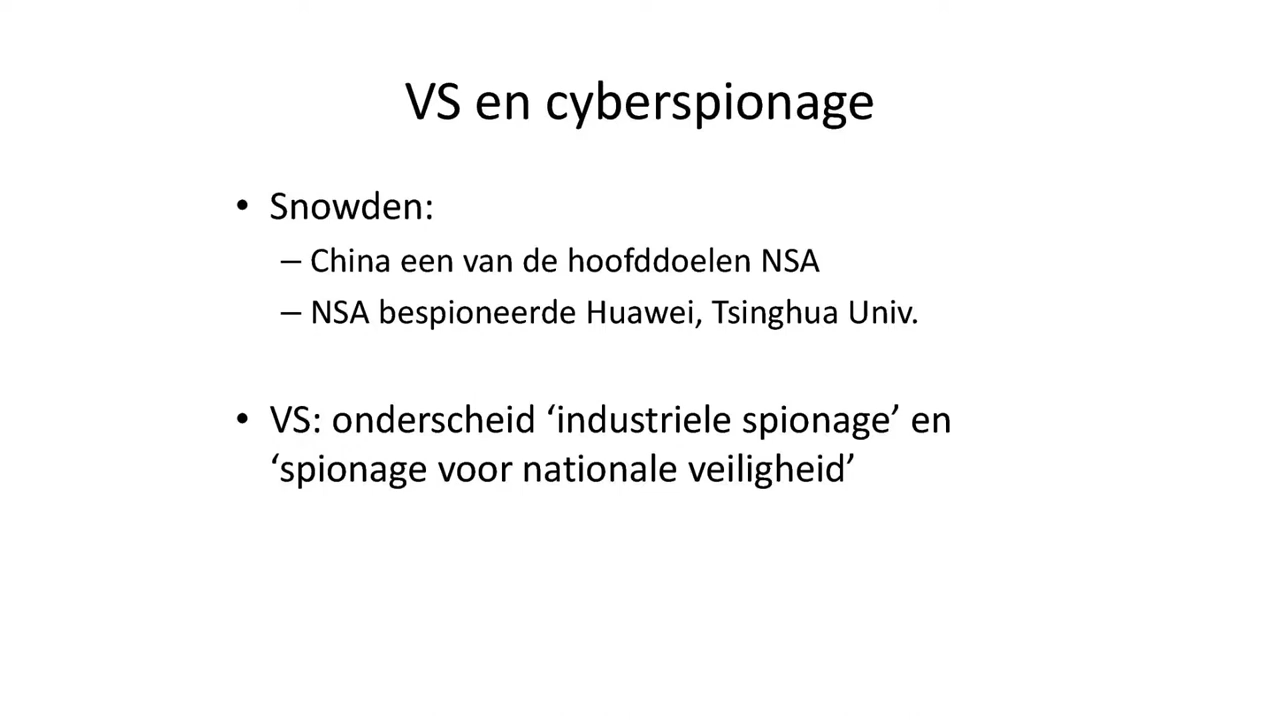 VS en cyberspionage
• Snowden:
– China een van de hoofddoelen NSA
– NSA bespioneerde Huawei, Tsinghua Univ.
• VS: onderscheid ‘industriele spionage’ en
‘spionage voor nationale veiligheid’